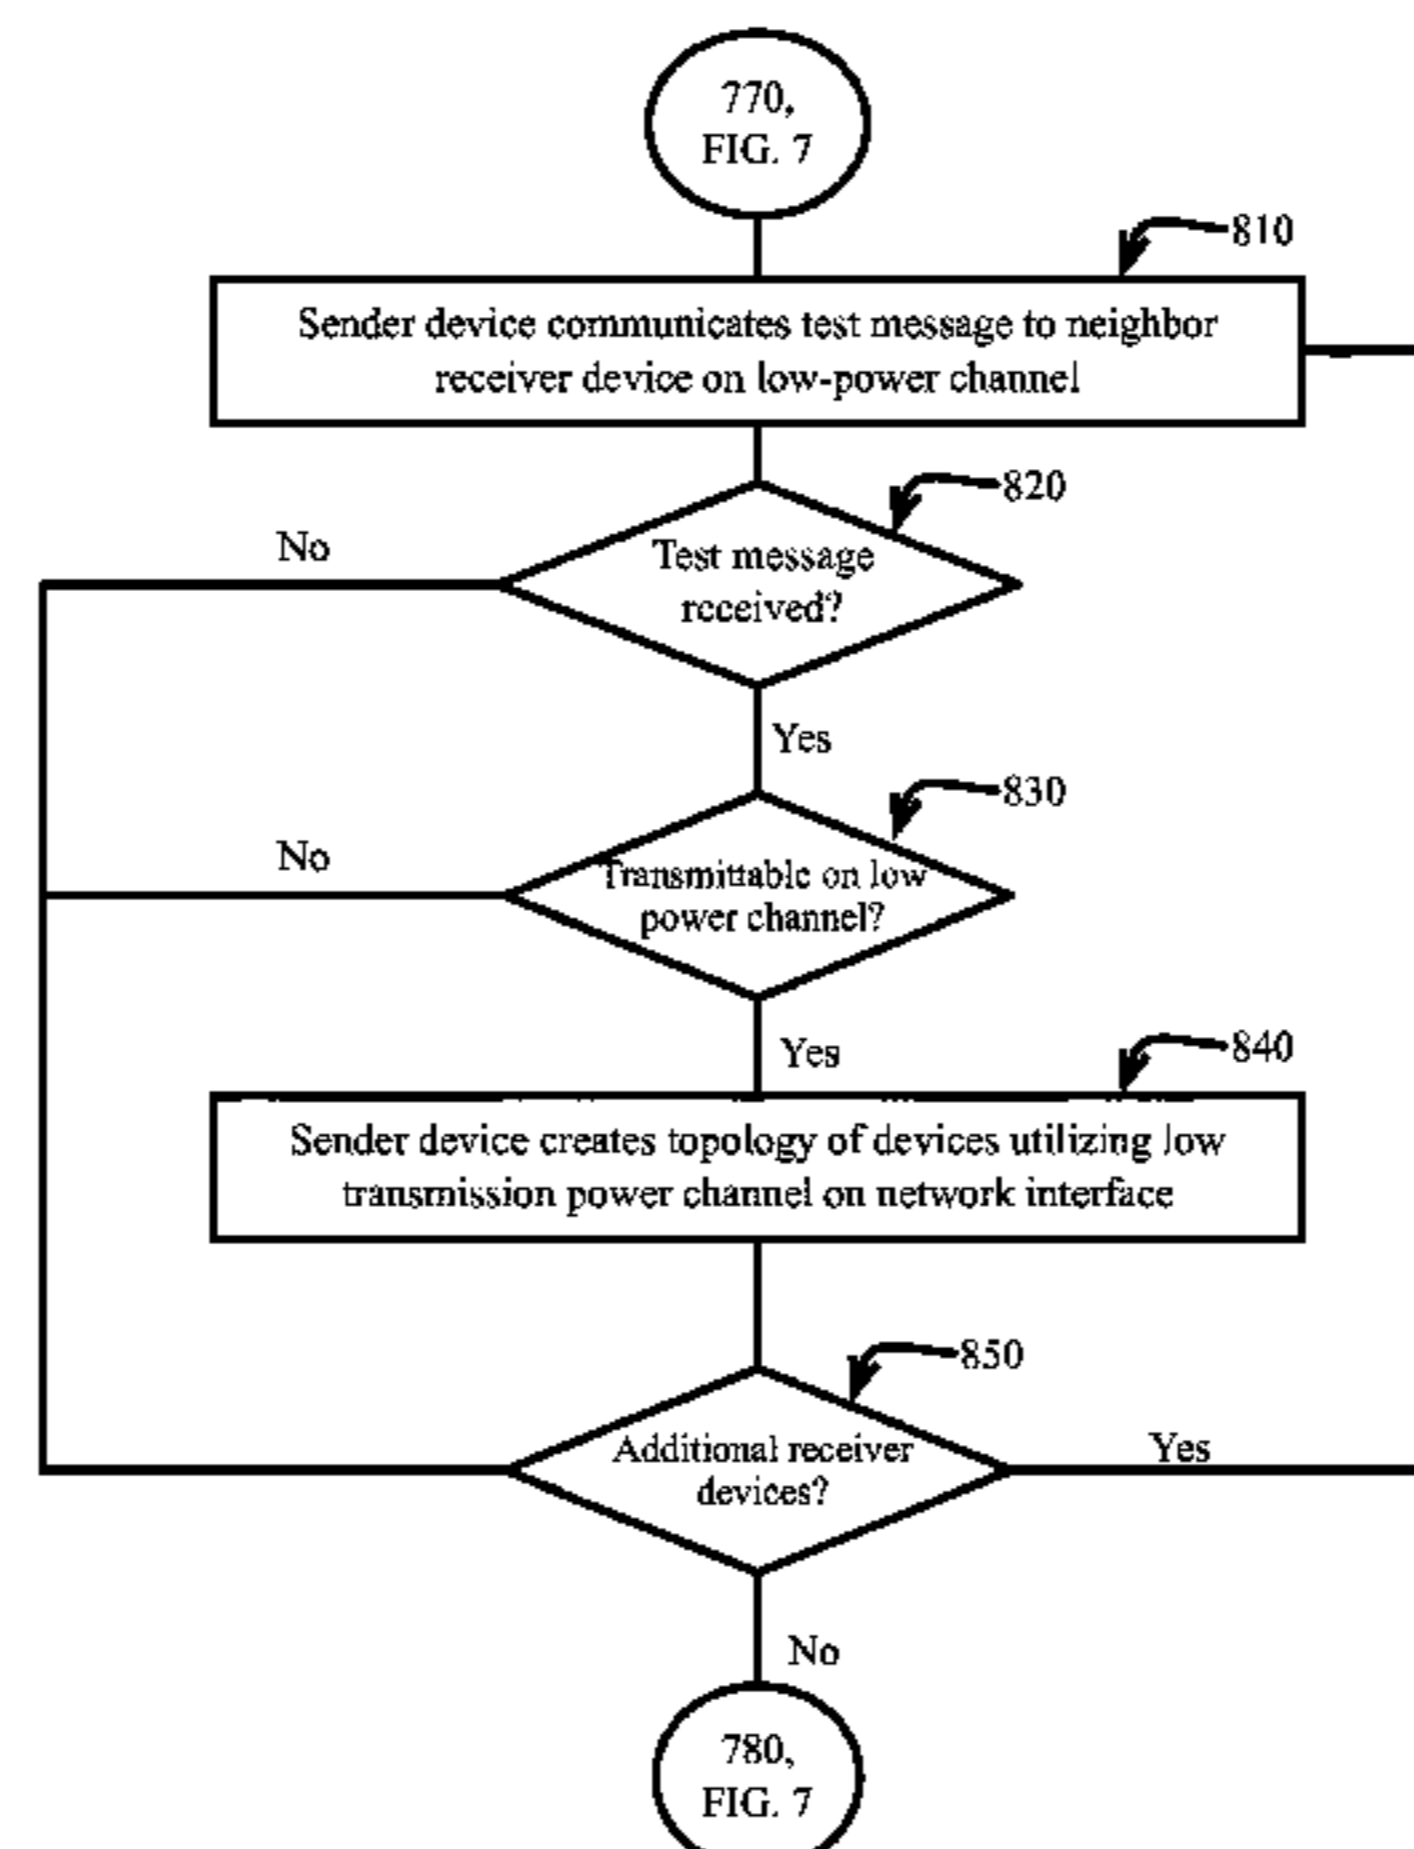 770,
FIG. 7
810
Sender device communicates test message to neighbor
receiver device on low-power channel
820
No
Test message
received?
Yes
830
No
Transmittable on low
power channel?
Yes
840
Sender device creates topology of devices utilizing low
transmission power channel on network interface
850
Additional receiver
devices?
Yes
No
780,
FIG. 7